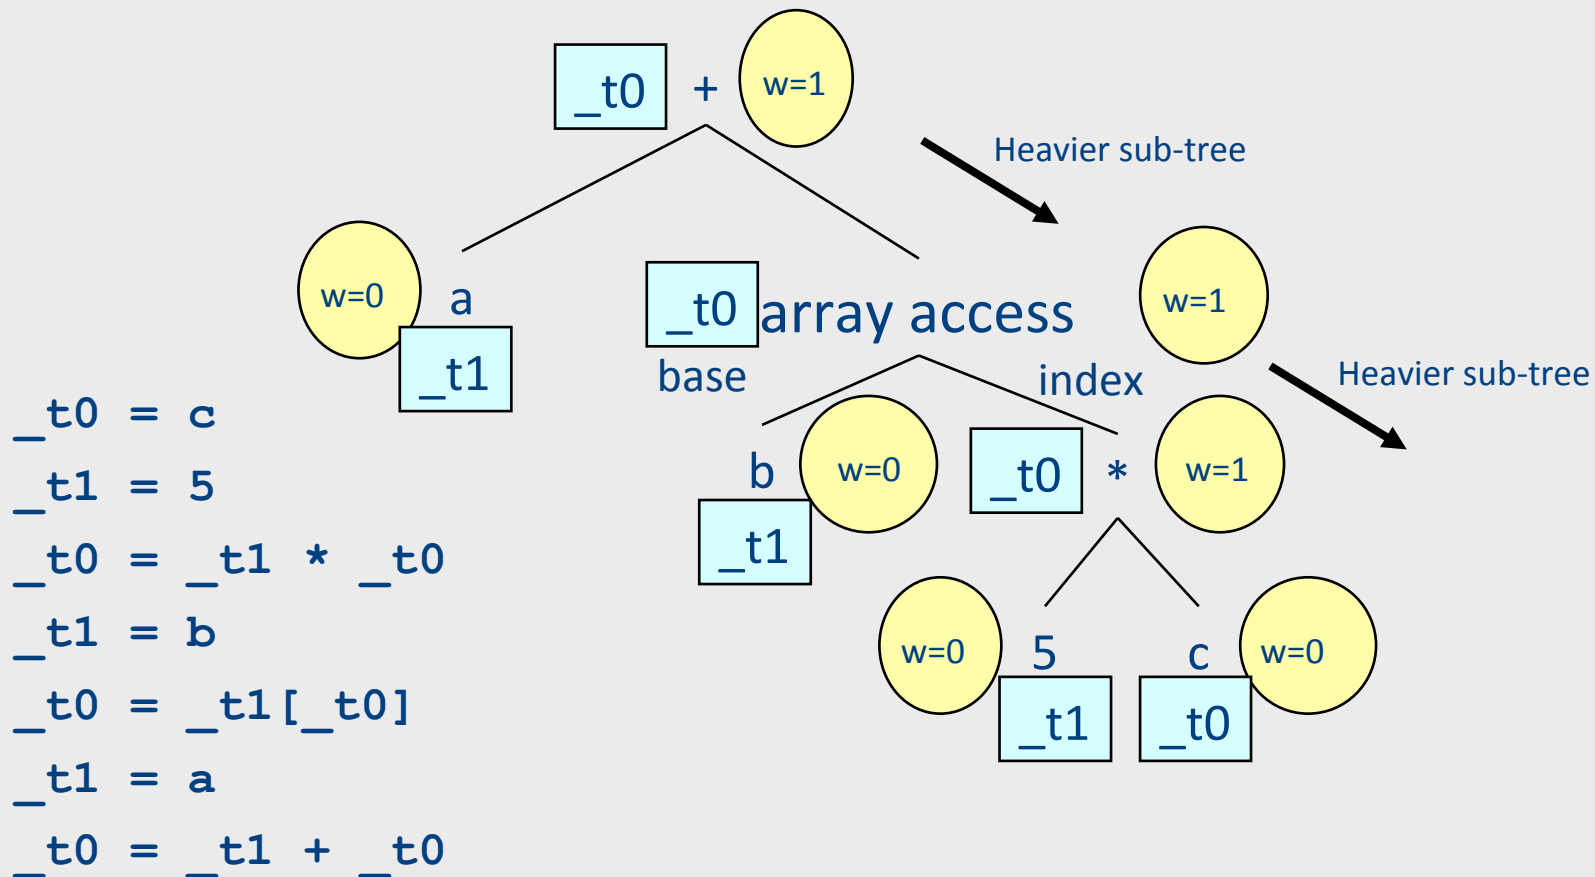 _t0 + w=1
Heavier sub-tree
w=0 a _t0 array access w=1
_t1 base index Heavier sub-tree
_t0 = c
b w=0 _t0 * w=1
_t1 = 5
_t1
_t0 = _t1 * _t0
_t1 = b
w=0 5 c w=0
_t0 = _t1[_t0]
_t1 _t0
_t1 = a
_t0 = _t1 + _t0